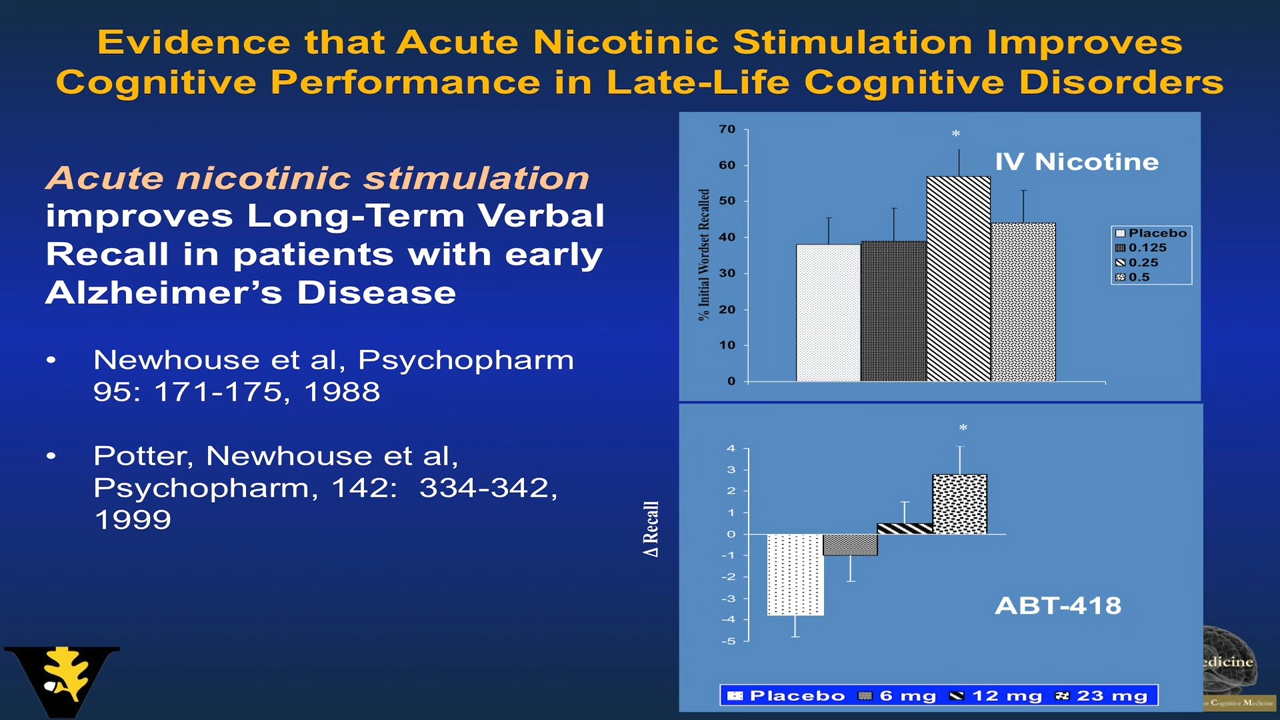 Evidence that Acute Nicotinic Stimulation Improves
Cognitive Performance in Late-Life Cognitive Disorders
Acute nicotinic stimulation
improves Long-Term Verbal
Recall in patients with early
Alzheimer’s Disease
• Newhouse et al, Psychopharm
95: 171-175, 1988
• Potter, Newhouse et al,
Psychopharm, 142: 334-342,
1999
% Initial Wordset Recalled
70
60
50
40
30
20
10
0
*
IV Nicotine
Placebo
0.125
0.25
0.5
Δ Recall
4
3
2
1
0
-1
-2
-3
-4
-5
*
ABT-418
Placebo 6 mg 12 mg 23 mg
edicine
Cognitive Medicine